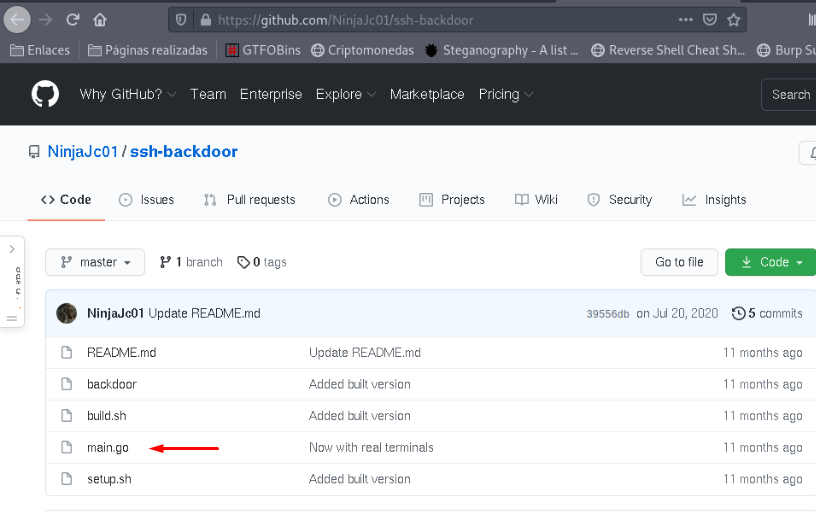 https://github.com/NinjaJc01/ssh-backdoor
Enlaces Páginas realizadas GTFOBins Criptomonedas Steganography - A list ... Reverse Shell Cheat Sh... Burp Su
Why GitHub? Team Enterprise Explore Marketplace Pricing Search
NinjaJc01 / ssh-backdoor
Code Issues Pull requests Actions Projects Wiki Security Insights
master 1 branch 0 tags Go to file Code
NinjaJc01 Update README.md 39556db on Jul 20, 2020 5 commits
README.md Update README.md 11 months ago
backdoor Added built version 11 months ago
build.sh Added built version 11 months ago
main.go Now with real terminals 11 months ago
setup.sh Added built version 11 months ago